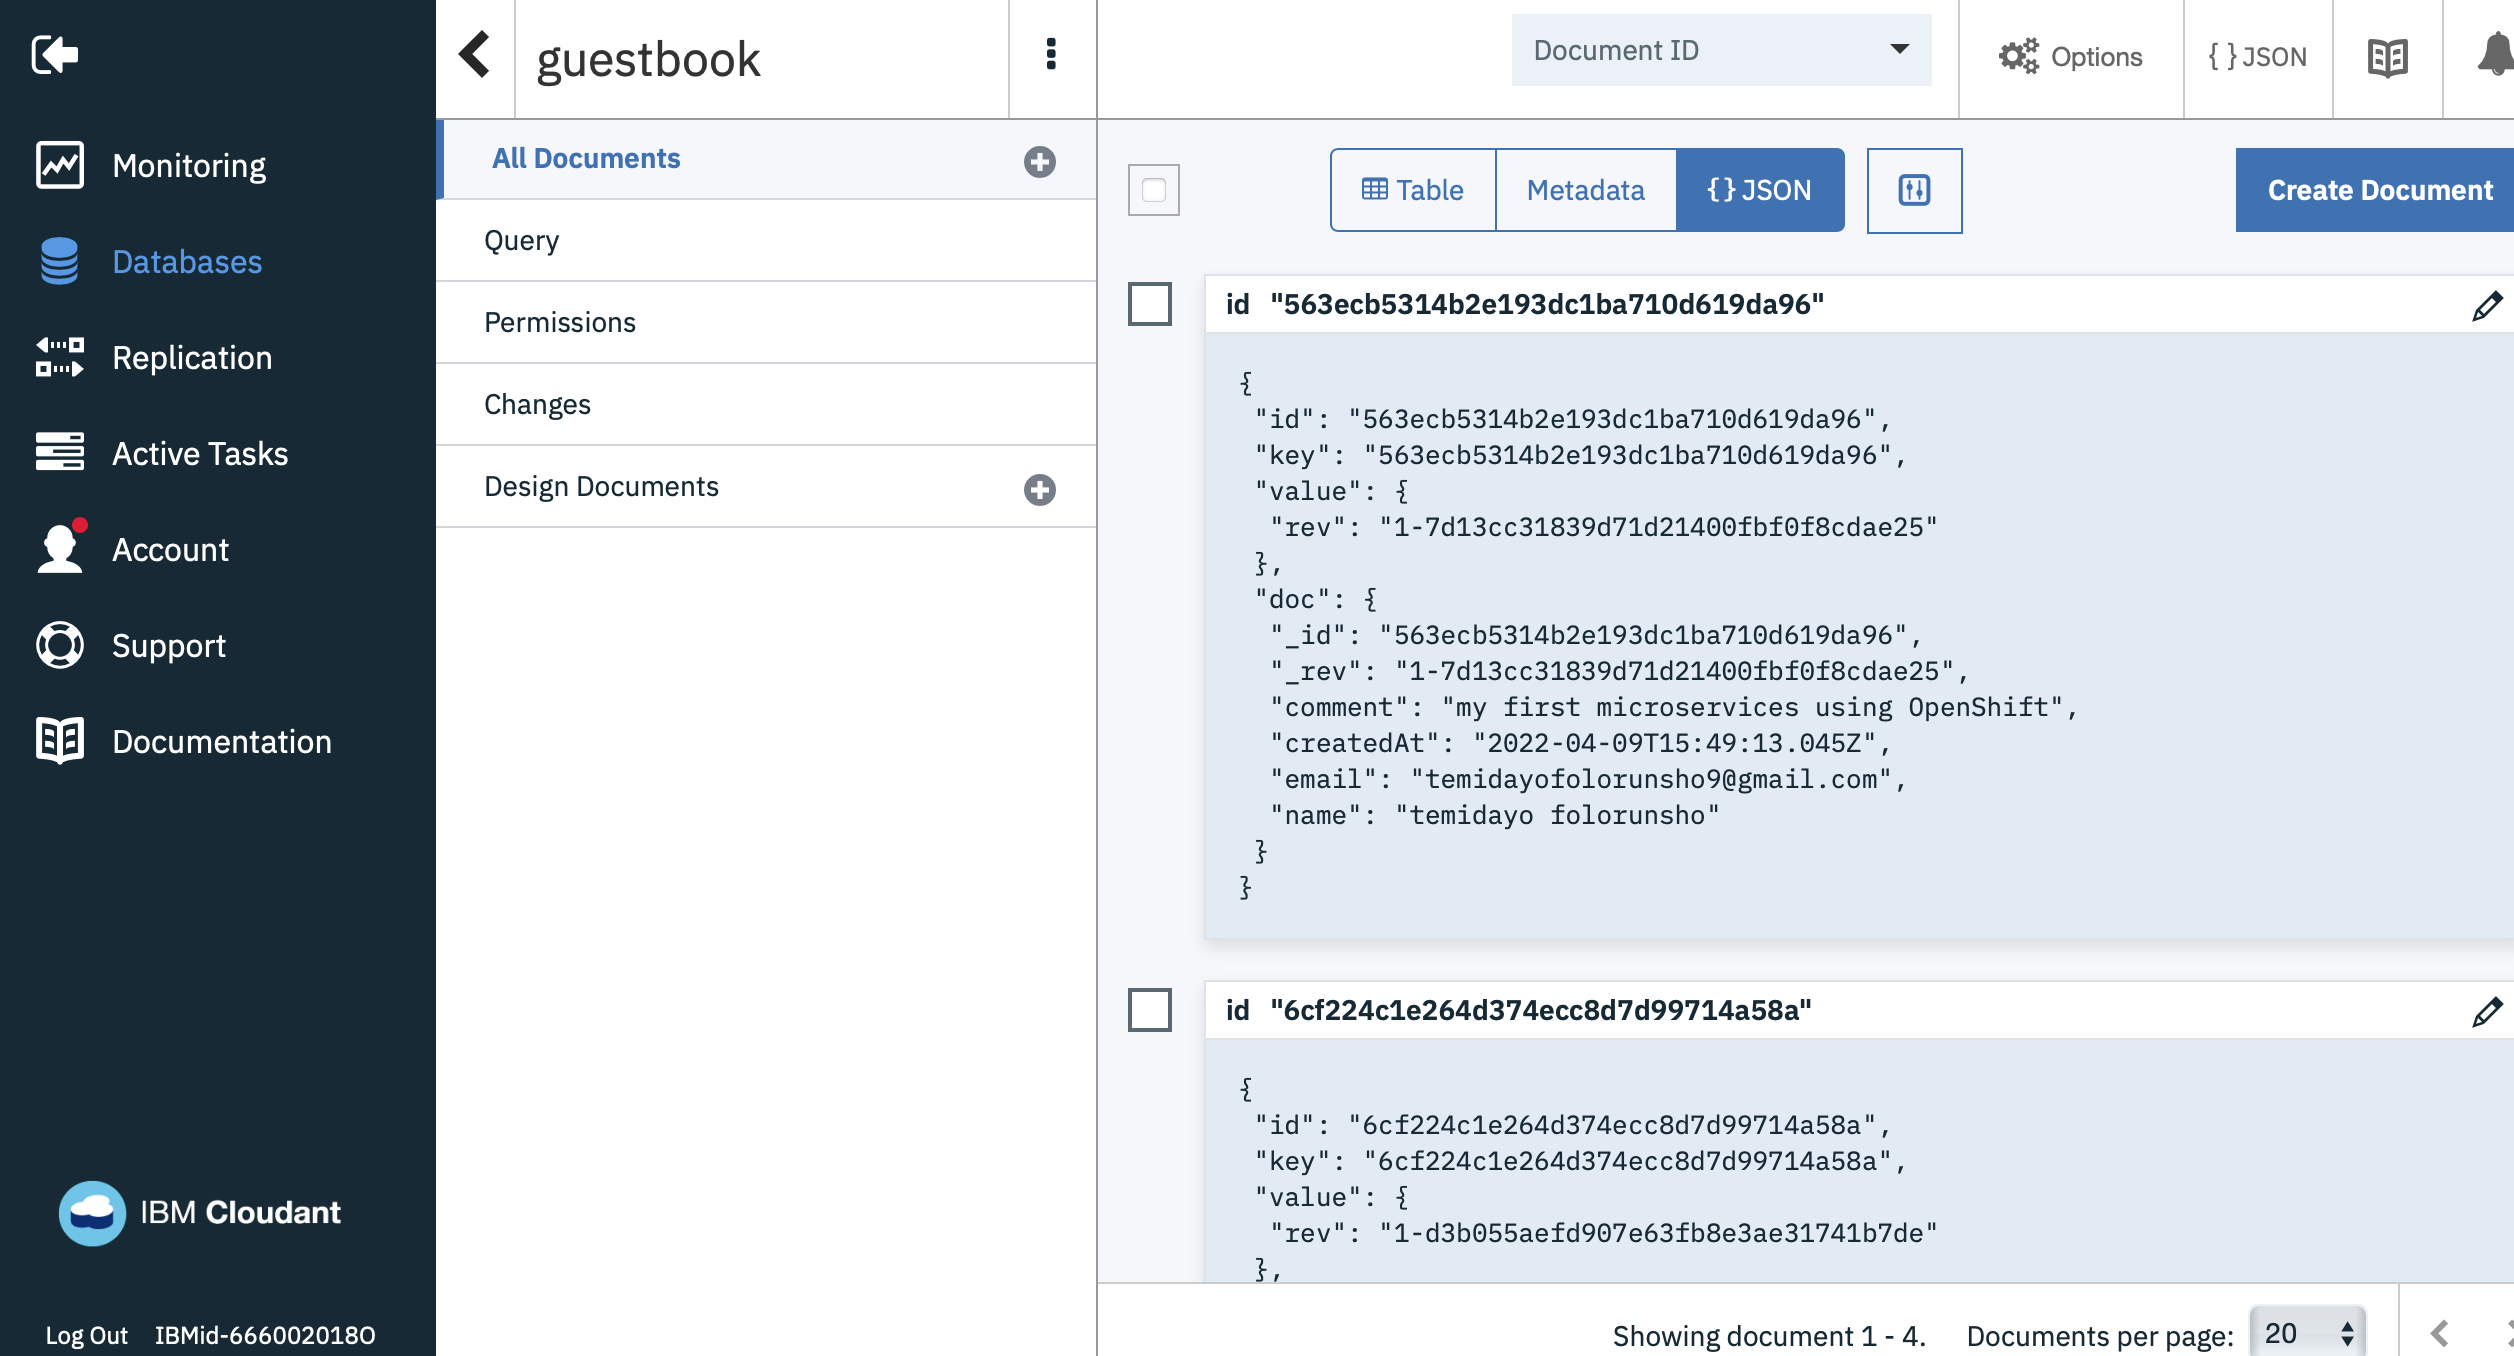 guestbook
Document ID
Options
{ } JSON
Monitoring
Databases
Replication
Active Tasks
Account
Support
Documentation
IBM Cloudant
Log Out IBMid-666002018O
All Documents
Query
Permissions
Changes
Design Documents
Table
Metadata
{} JSON
Create Document
id "563ecb5314b2e193dc1ba710d619da96"
{
"id": "563ecb5314b2e193dc1ba710d619da96",
"key": "563ecb5314b2e193dc1ba710d619da96",
"value": {
"rev": "1-7d13cc31839d71d21400fbf0f8cdae25"
},
"doc": {
"_id": "563ecb5314b2e193dc1ba710d619da96",
"_rev": "1-7d13cc31839d71d21400fbf0f8cdae25",
"comment": "my first microservices using OpenShift",
"createdAt": "2022-04-09T15:49:13.045Z",
"email": "temidayofolorunsho9@gmail.com",
"name": "temidayo folorunsho"
}
}
id "6cf224c1e264d374ecc8d7d99714a58a"
{
"id": "6cf224c1e264d374ecc8d7d99714a58a",
"key": "6cf224c1e264d374ecc8d7d99714a58a",
"value": {
"rev": "1-d3b055aefd907e63fb8e3ae31741b7de"
},
Showing document 1 - 4. Documents per page: 20